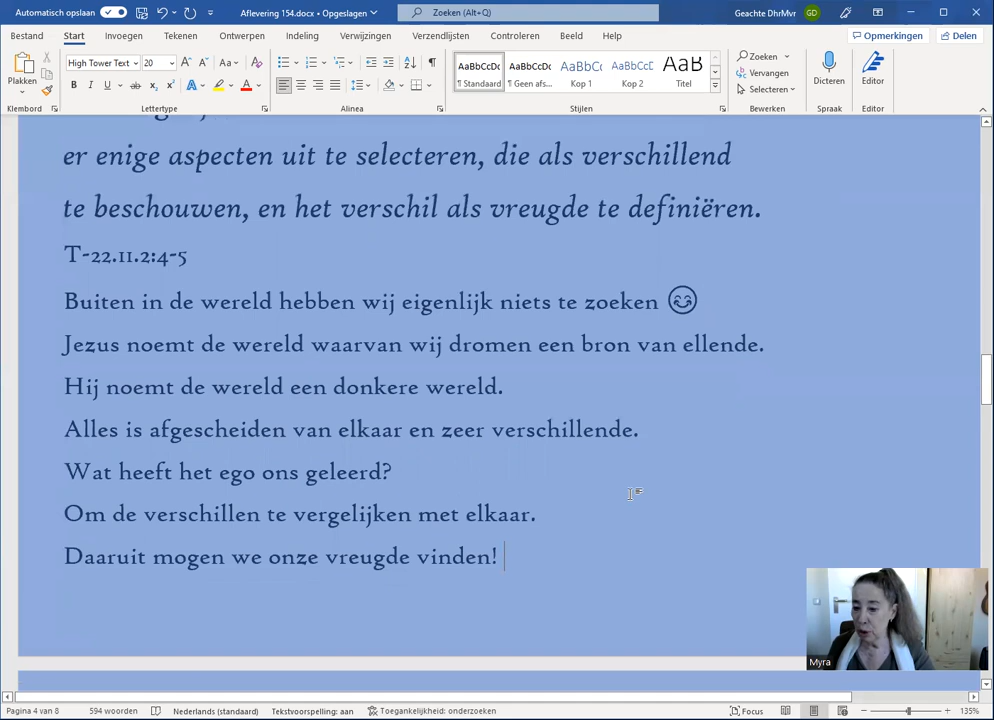 Automatisch opslaan
Aflevering 154.docx • Opgeslagen
Zoeken (Alt+Q)
Geachte DhrMvr
GD
Bestand Start Invoegen Tekenen Ontwerpen Indeling Verwijzingen Verzendlijsten Controleren Beeld Help
Opmerkingen
Delen
Plakken
High Tower Text
20
AaBbCcDc AaBbCcDc AaBbCc AaBbCcD AaB
¶ Standaard ¶ Geen afs... Kop 1 Kop 2 Titel
Zoeken
Vervangen
Selecteren
Dicteren
Editor
Klembord Lettertype Alinea Stijlen Bewerken Spraak Editor
er enige aspecten uit te selecteren, die als verschillend
te beschouwen, en het verschil als vreugde te definiëren.
T-22.II.2:4-5
Buiten in de wereld hebben wij eigenlijk niets te zoeken 😊
Jezus noemt de wereld waarvan wij dromen een bron van ellende.
Hij noemt de wereld een donkere wereld.
Alles is afgescheiden van elkaar en zeer verschillende.
Wat heeft het ego ons geleerd?
Om de verschillen te vergelijken met elkaar.
Daaruit mogen we onze vreugde vinden!
Myra
Pagina 4 van 8
594 woorden
Nederlands (standaard)
Tekstvoorspelling: aan
Toegankelijkheid: onderzoeken
Focus
135%